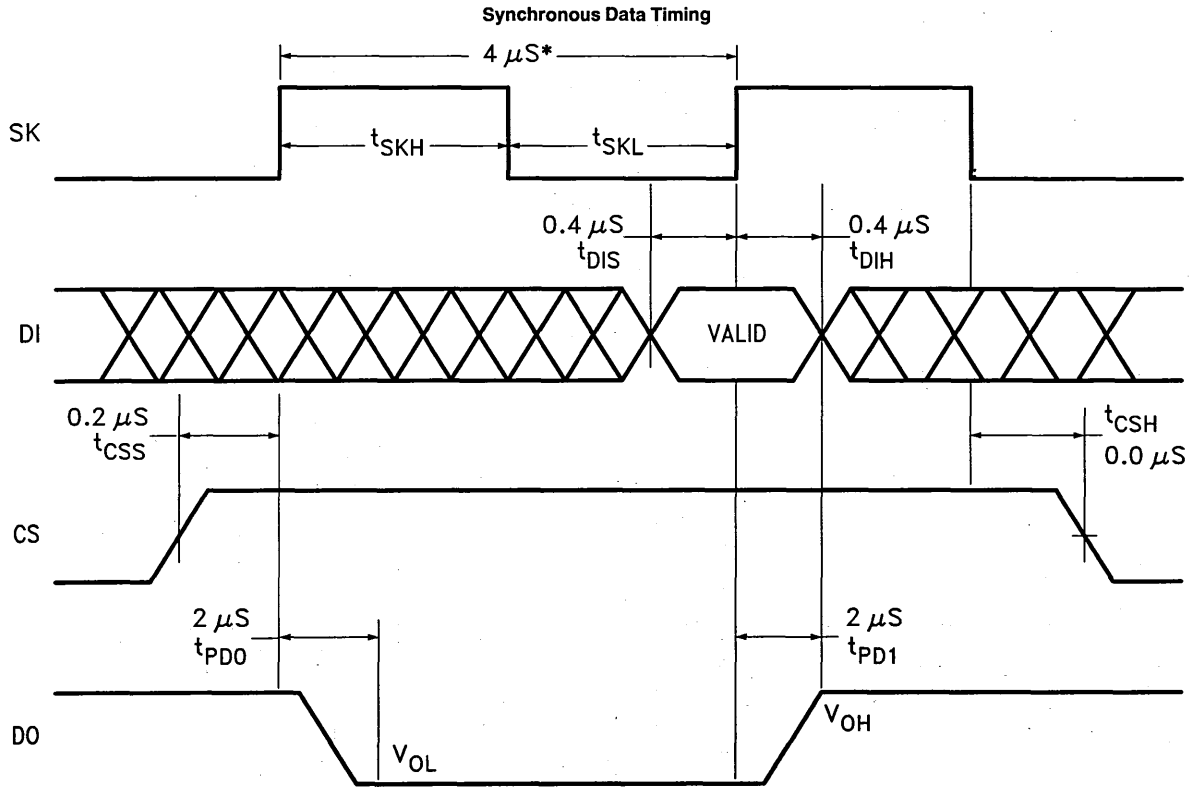 Synchronous Data Timing
4 μS*
SK
tSKH
tSKL
0.4 μS
tDIS
0.4 μS
tDIH
DI
VALID
0.2 μS
tCSS
tCSH
0.0 μS
CS
2 μS
tPD0
2 μS
tPD1
DO
VOL
VOH